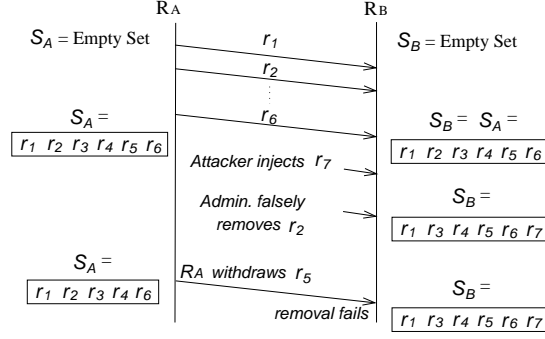 RA RB
SA = Empty Set r1 SB = Empty Set
r2
SA = r6 SB = SA =
r1 r2 r3 r4 r5 r6 r1 r2 r3 r4 r5 r6
Attacker injects r7
Admin. falsely SB =
removes r2 r1 r3 r4 r5 r6 r7
SA = RA withdraws r5
r1 r2 r3 r4 r6 SB =
removal fails
r1 r3 r4 r5 r6 r7